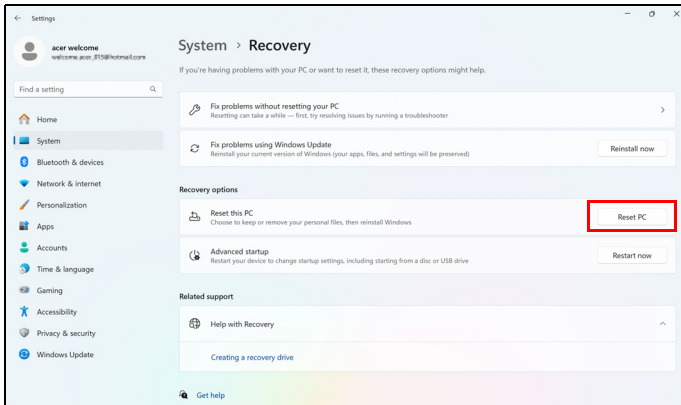 Settings
acer welcome
welcome.acer_815@hotmail.com
Find a setting
Home
System
Bluetooth & devices
Network & internet
Personalization
Apps
Accounts
Time & language
Gaming
Accessibility
Privacy & security
Windows Update
System > Recovery
If you're having problems with your PC or want to reset it, these recovery options might help.
Fix problems without resetting your PC
Resetting can take a while — first, try resolving issues by running a troubleshooter
Fix problems using Windows Update
Reinstall your current version of Windows (your apps, files, and settings will be preserved)
Reinstall now
Recovery options
Reset this PC
Choose to keep or remove your personal files, then reinstall Windows
Reset PC
Advanced startup
Restart your device to change startup settings, including starting from a disc or USB drive
Restart now
Related support
Help with Recovery
Creating a recovery drive
Get help